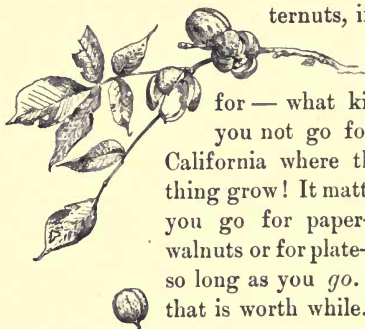 ternuts, i
for — what ki
you not go fo
California where t
thing grow! It matt
you go for paper-
walnuts or for plate-
so long as you go.
that is worth while.